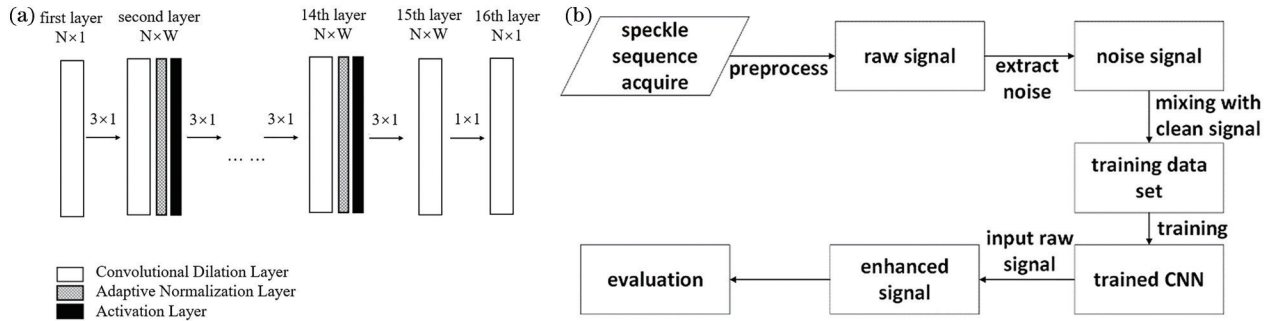 (a)
first layer
N×1
second layer
N×W
14th layer
N×W
15th layer
N×W
16th layer
N×1
3×1
3×1
... ...
3×1
3×1
1×1
Convolutional Dilation Layer
Adaptive Normalization Layer
Activation Layer
(b)
speckle
sequence
acquire
preprocess
raw signal
extract
noise
noise signal
mixing with
clean signal
training data
set
training
trained CNN
input raw
signal
enhanced
signal
evaluation